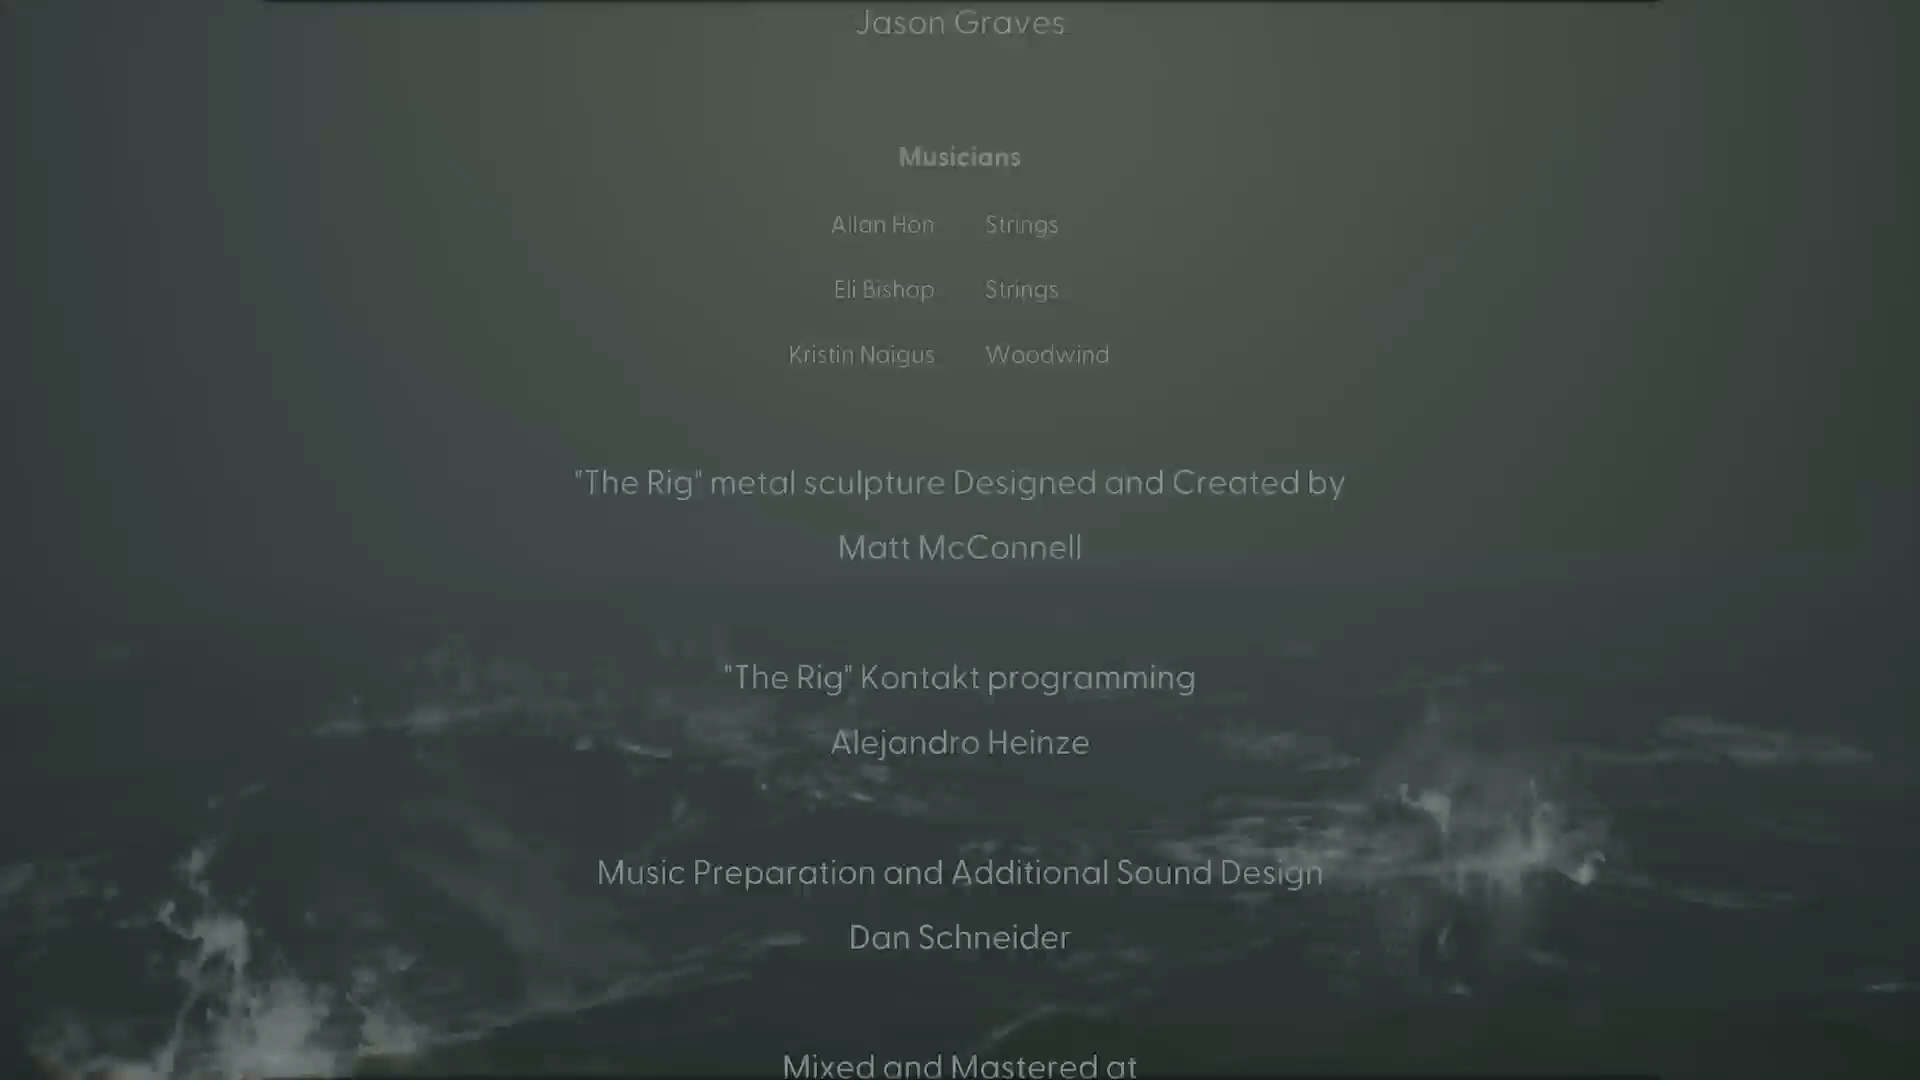 Jason Graves
Musicians
Allan Hon Strings
Eli Bishop Strings
Kristin Naigus Woodwind
"The Rig" metal sculpture Designed and Created by
Matt McConnell
"The Rig" Kontakt programming
Alejandro Heinze
Music Preparation and Additional Sound Design
Dan Schneider
Mixed and Mastered at